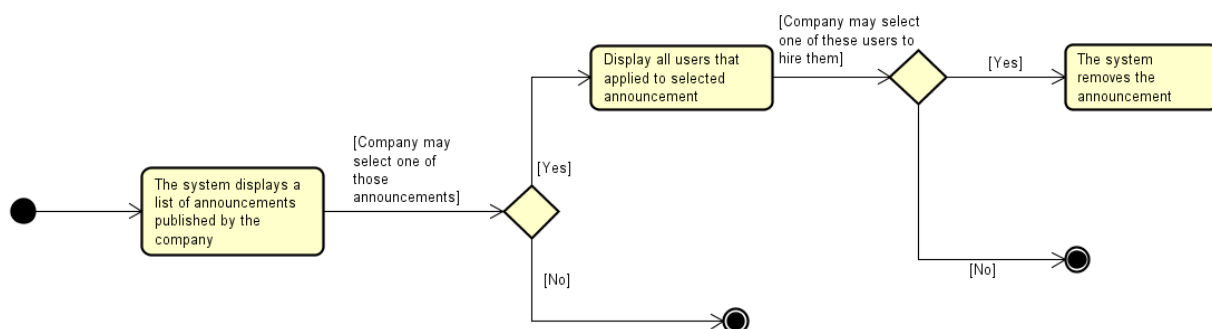 The system displays a
list of announcements
published by the
company
[Company may
select one of
those
announcements]
[Yes]
[No]
Display all users that
applied to selected
announcement
[Company may select
one of these users to
hire them]
[Yes]
[No]
The system
removes the
announcement